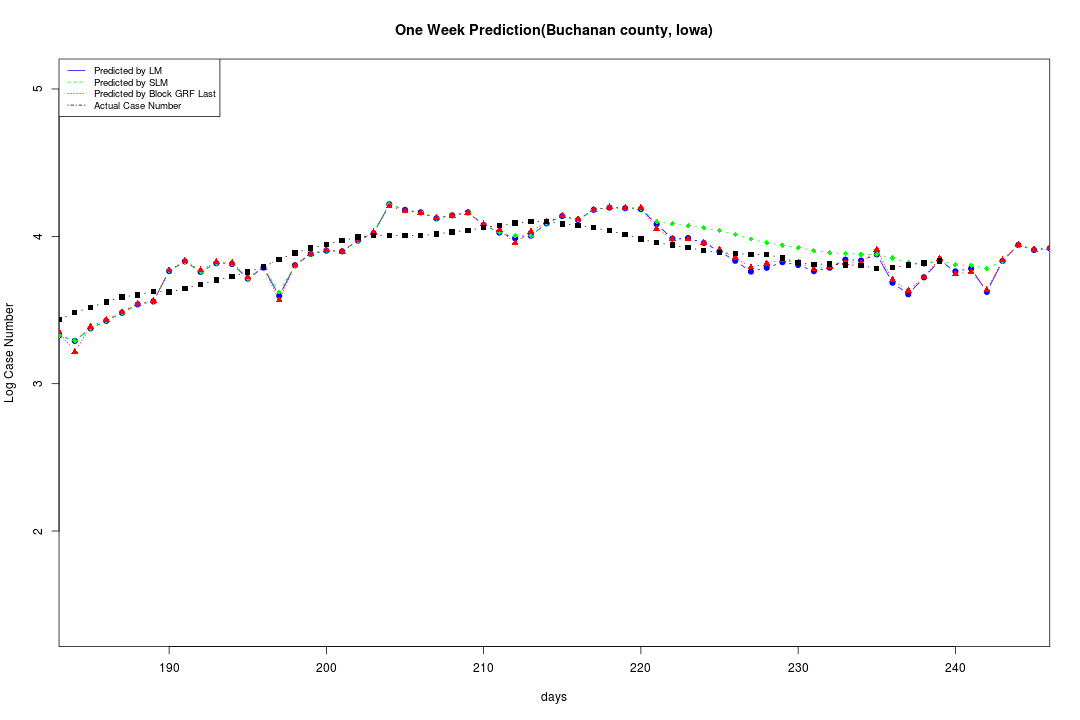 One Week Prediction(Buchanan county, Iowa)
Predicted by LM
Predicted by SLM
Predicted by Block GRF Last
Actual Case Number
5
4
3
2
Log Case Number
190 200 210 220 230 240
days